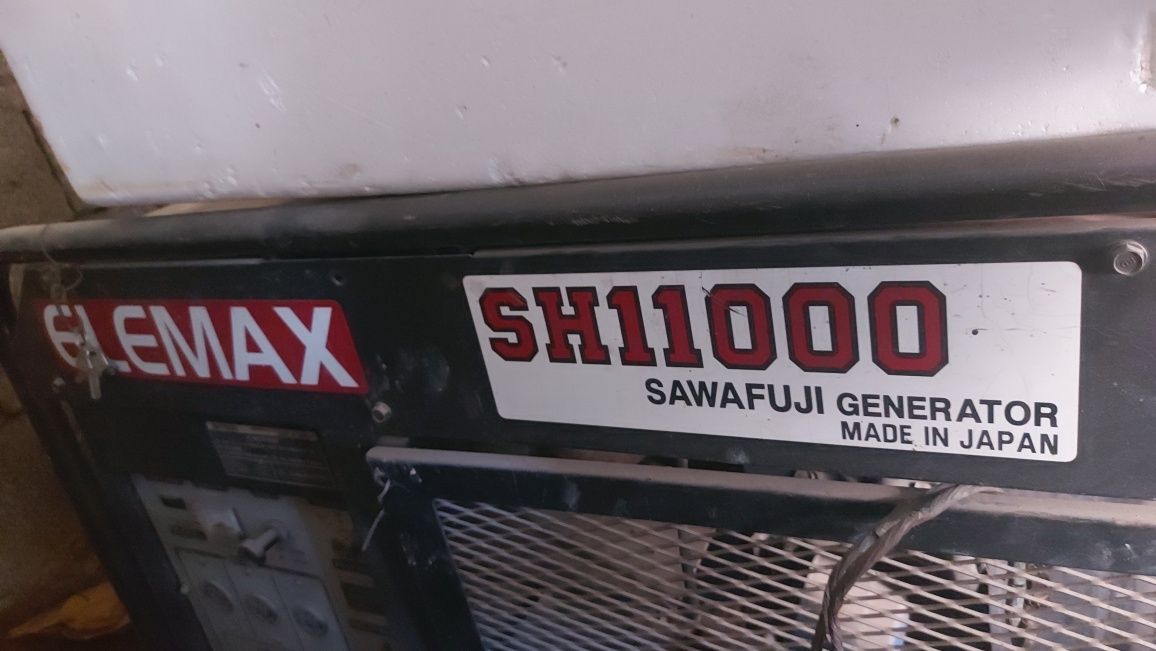 ELEMAX
SH11000
SAWAFUJI GENERATOR
MADE IN JAPAN